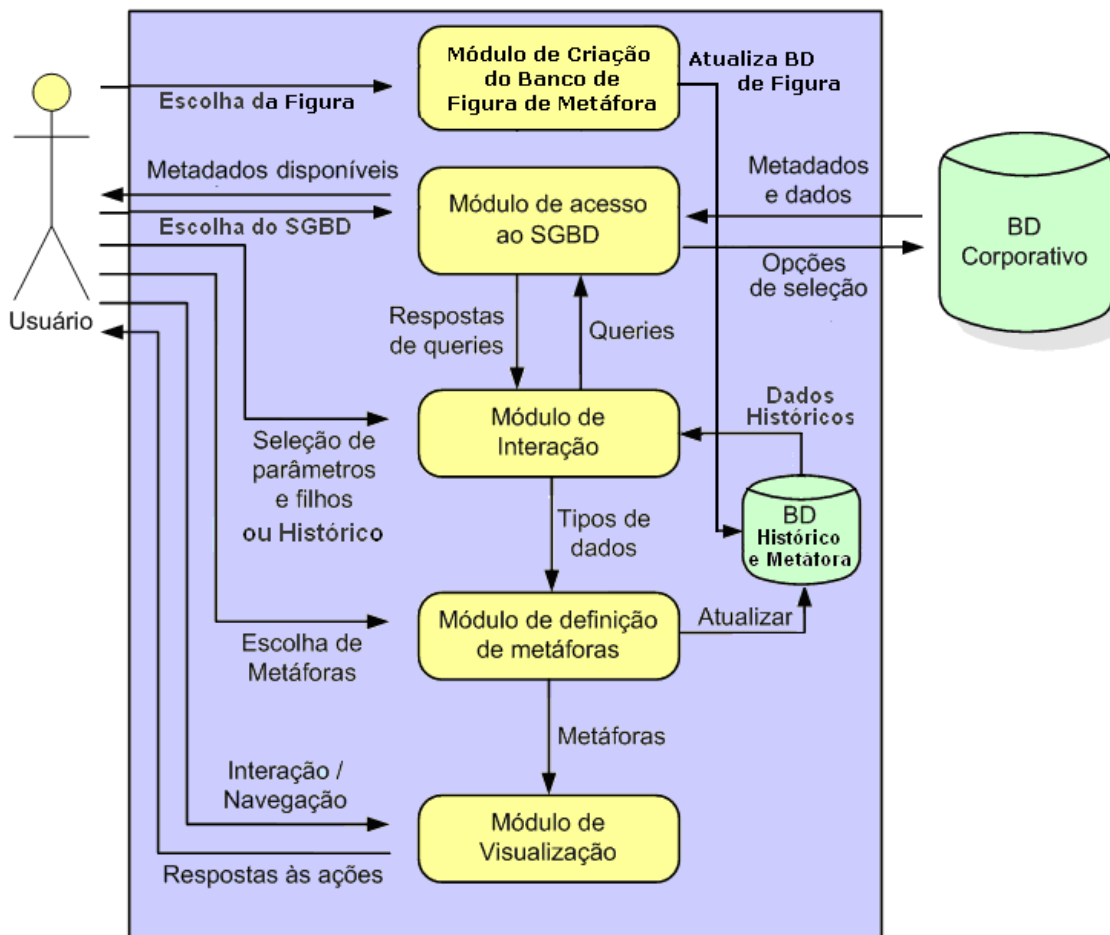 Módulo de Criação
do Banco de
Figura de Metáfora
Atualiza BD
de Figura
Escolha da Figura
Metadados disponíveis
Escolha do SGBD
Módulo de acesso
ao SGBD
Metadados
e dados
Opções
de seleção
BD
Corporativo
Usuário
Respostas
de queries
Queries
Módulo de
Interação
Dados
Históricos
Seleção de
parâmetros
e filhos
ou Histórico
Tipos de
dados
BD
Histórico
e Metáfora
Módulo de definição
de metáforas
Atualizar
Escolha de
Metáforas
Metáforas
Interação /
Navegação
Módulo de
Visualização
Respostas às ações